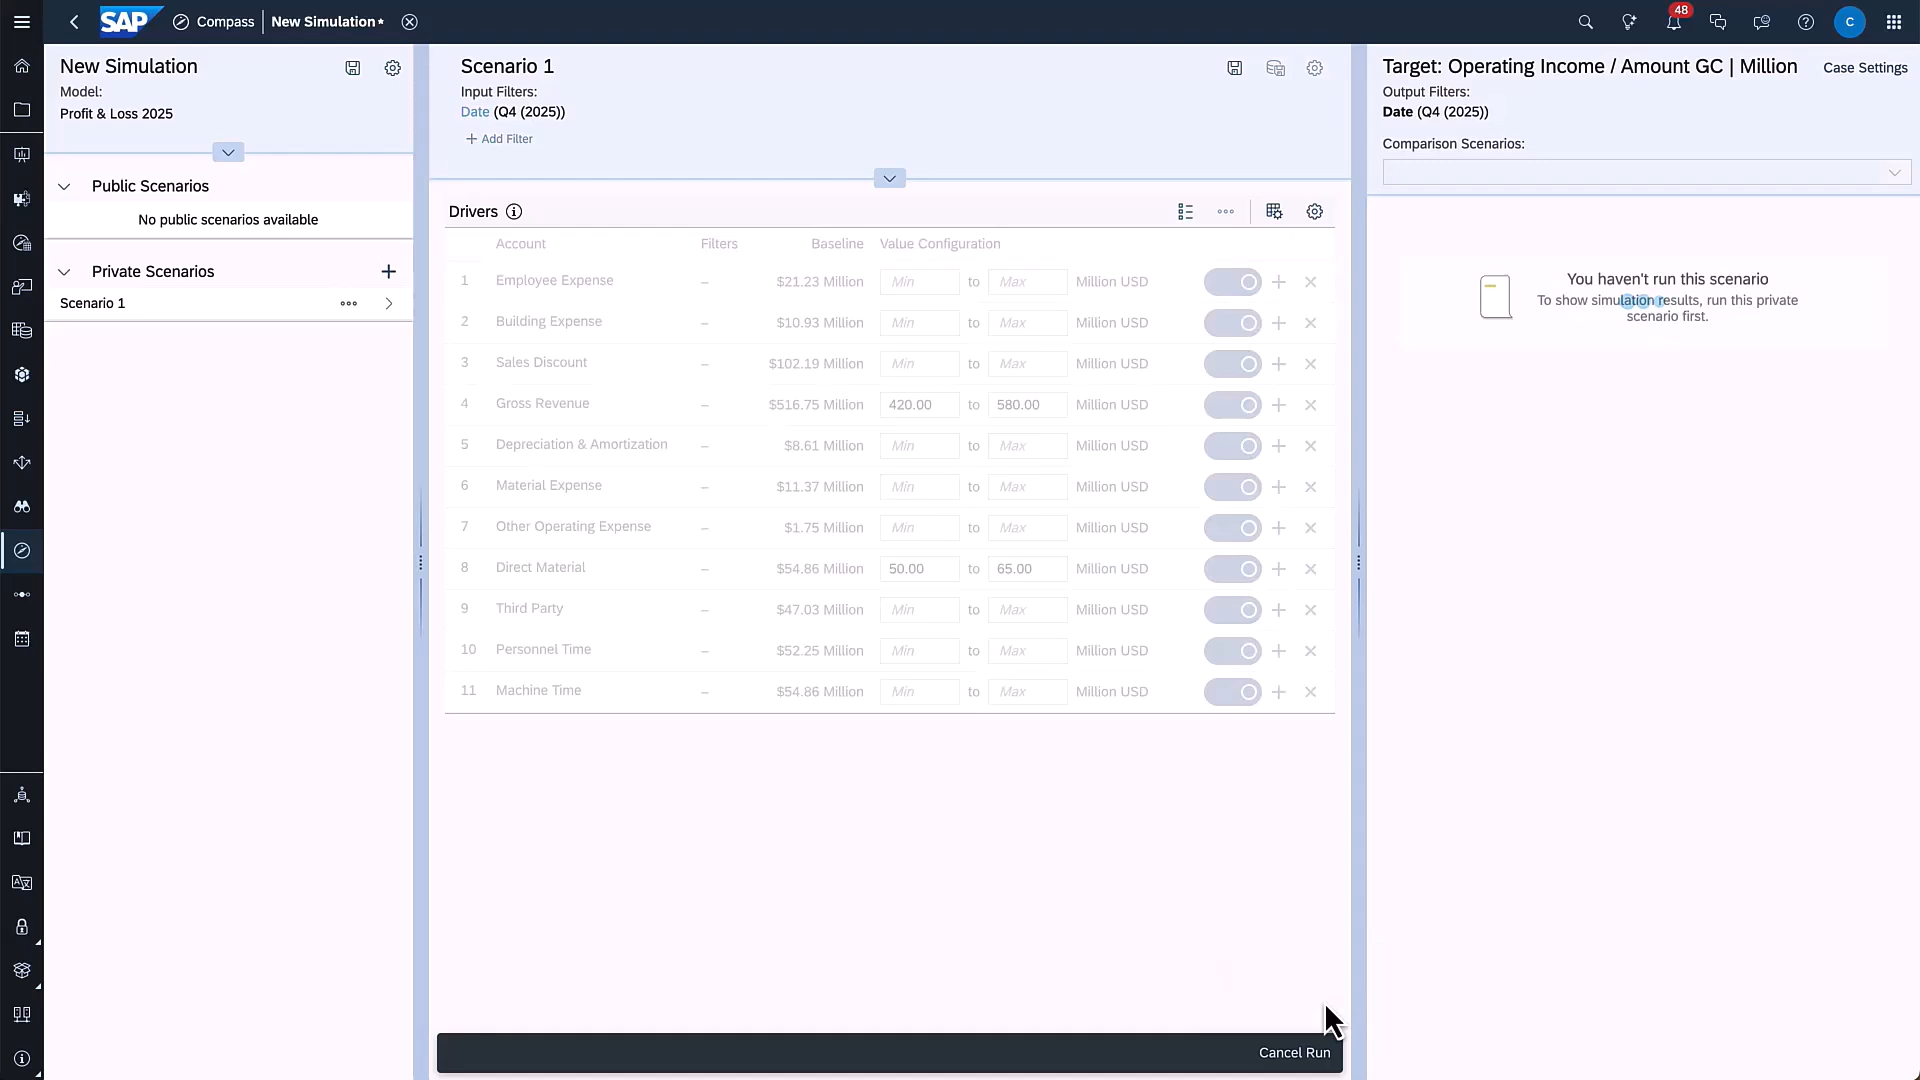 SAP Compass New Simulation* 48 C
New Simulation
Model:
Profit & Loss 2025
Public Scenarios
No public scenarios available
Private Scenarios
Scenario 1
Scenario 1
Input Filters:
Date (Q4 (2025))
Add Filter
Drivers
Account Filters Baseline Value Configuration
1 Employee Expense – $21.23 Million Min to Max Million USD
2 Building Expense – $10.93 Million Min to Max Million USD
3 Sales Discount – $102.19 Million Min to Max Million USD
4 Gross Revenue – $516.75 Million 420.00 to 580.00 Million USD
5 Depreciation & Amortization – $8.61 Million Min to Max Million USD
6 Material Expense – $11.37 Million Min to Max Million USD
7 Other Operating Expense – $1.75 Million Min to Max Million USD
8 Direct Material – $54.86 Million 50.00 to 65.00 Million USD
9 Third Party – $47.03 Million Min to Max Million USD
10 Personnel Time – $52.25 Million Min to Max Million USD
11 Machine Time – $54.86 Million Min to Max Million USD
Cancel Run
Target: Operating Income / Amount GC | Million Case Settings
Output Filters:
Date (Q4 (2025))
Comparison Scenarios:
You haven't run this scenario
To show simulation results, run this private
scenario first.